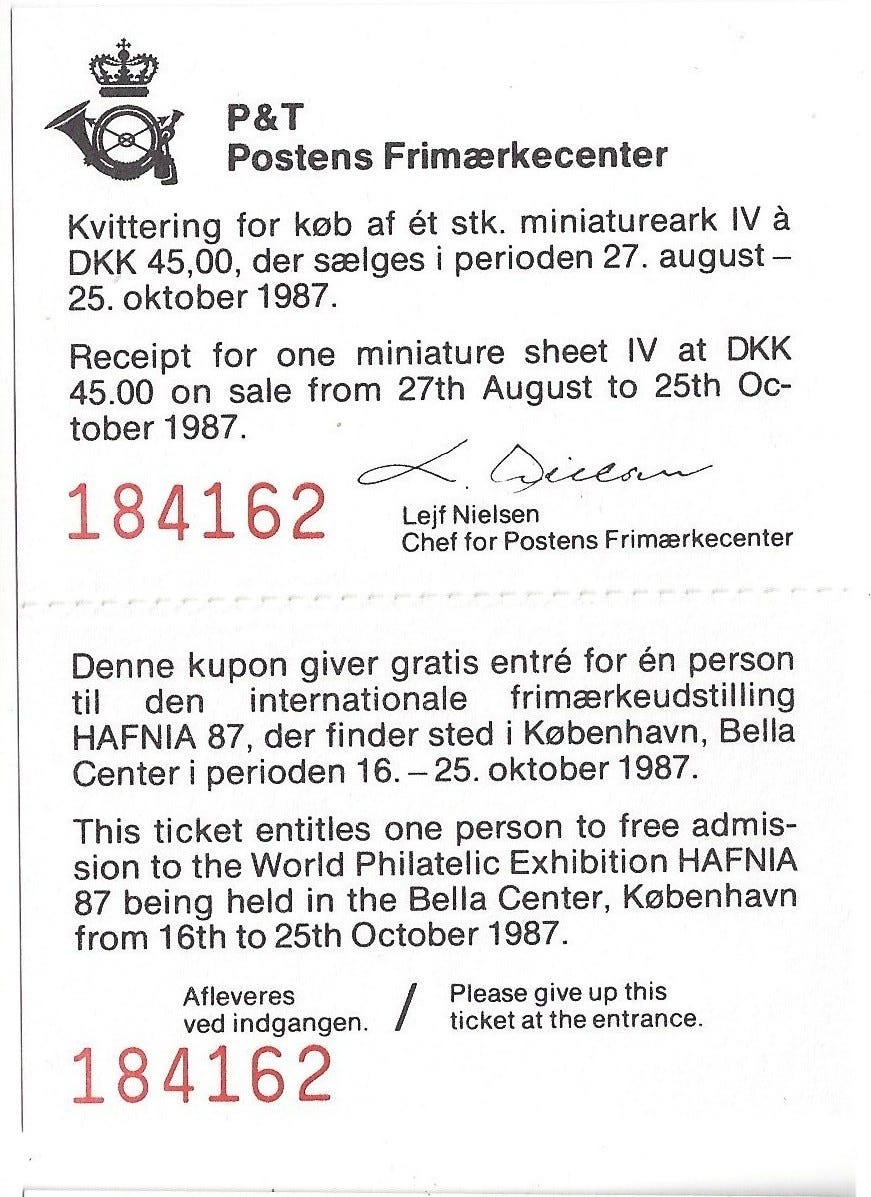 P&T
Postens Frimærkecenter
Kvittering for køb af ét stk. miniatureark IV à
DKK 45,00, der sælges i perioden 27. august –
25. oktober 1987.
Receipt for one miniature sheet IV at DKK
45.00 on sale from 27th August to 25th Oc-
tober 1987.
L. Nielsen
184162
Lejf Nielsen
Chef for Postens Frimærkecenter
Denne kupon giver gratis entré for én person
til den internationale frimærkeudstilling
HAFNIA 87, der finder sted i København, Bella
Center i perioden 16. – 25. oktober 1987.
This ticket entitles one person to free admis-
sion to the World Philatelic Exhibition HAFNIA
87 being held in the Bella Center, København
from 16th to 25th October 1987.
Afleveres / Please give up this
ved indgangen. ticket at the entrance.
184162